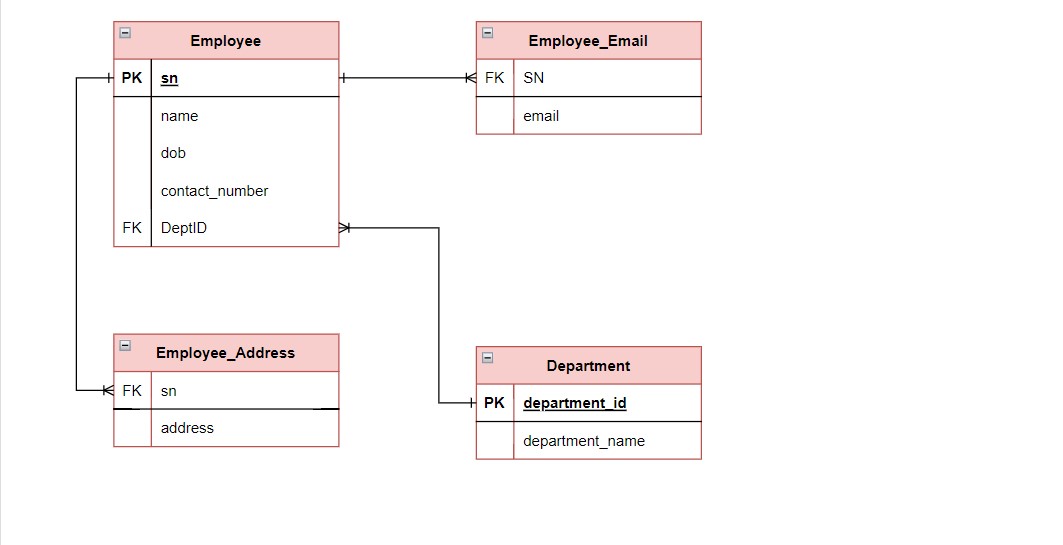 Employee
PK sn
name
dob
contact_number
FK DeptID
Employee_Email
FK SN
email
Employee_Address
FK sn
address
Department
PK department_id
department_name